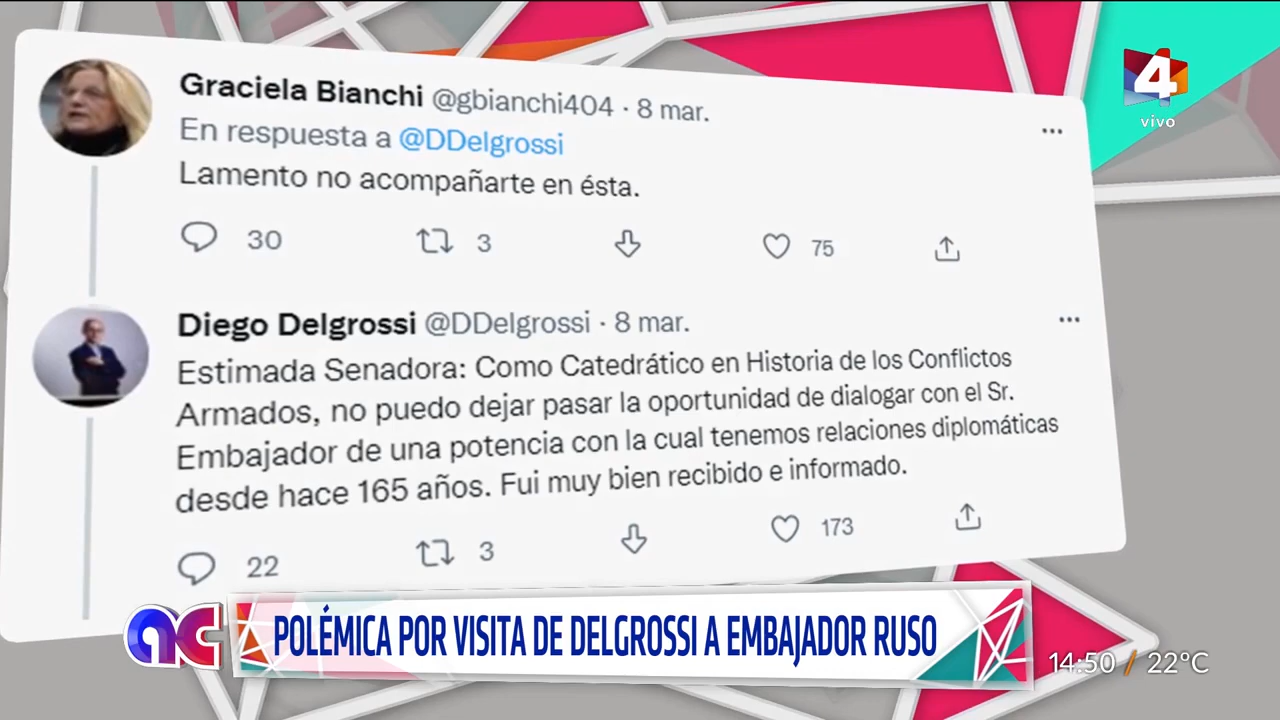 Graciela Bianchi @gbianchi404 · 8 mar.
En respuesta a @DDelgrossi
Lamento no acompañarte en ésta.
30 3 75
Diego Delgrossi @DDelgrossi · 8 mar.
Estimada Senadora: Como Catedrático en Historia de los Conflictos
Armados, no puedo dejar pasar la oportunidad de dialogar con el Sr.
Embajador de una potencia con la cual tenemos relaciones diplomáticas
desde hace 165 años. Fui muy bien recibido e informado.
22 3 173
4
vivo
ac
POLÉMICA POR VISITA DE DELGROSSI A EMBAJADOR RUSO
14:50 / 22°C